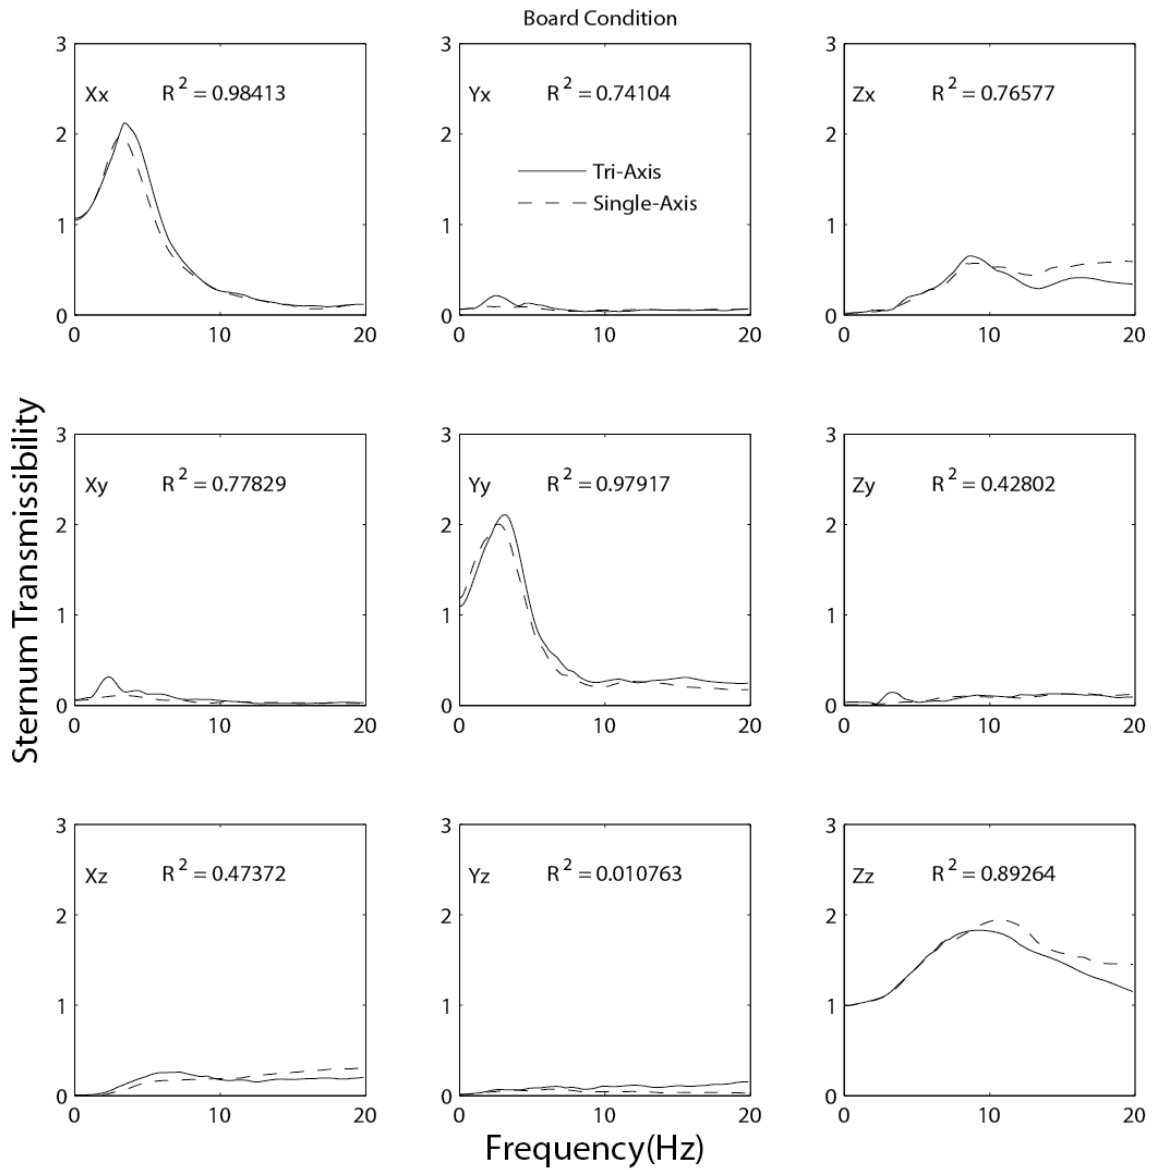 Board Condition
3
2
1
0
0
10
20
Xx
R 2 = 0.98413
3
2
1
0
0
10
20
Yx
R 2 = 0.74104
Tri-Axis
Single-Axis
3
2
1
0
0
10
20
Zx
R 2 = 0.76577
Sternum Transmissibility
3
2
1
0
0
10
20
Xy
R 2 = 0.77829
3
2
1
0
0
10
20
Yy
R 2 = 0.97917
3
2
1
0
0
10
20
Zy
R 2 = 0.42802
3
2
1
0
0
10
20
Xz
R 2 = 0.47372
3
2
1
0
0
10
20
Yz
R 2 = 0.010763
3
2
1
0
0
10
20
Zz
R 2 = 0.89264
Frequency(Hz)